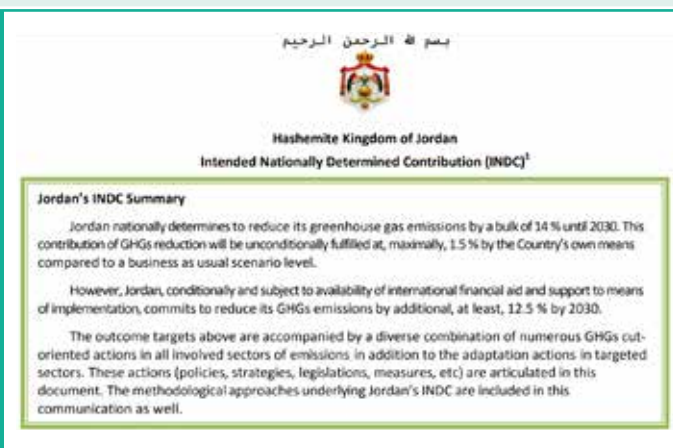 بسم الله الرحمن الرحيم
Hashemite Kingdom of Jordan
Intended Nationally Determined Contribution (INDC)¹
Jordan's INDC Summary
Jordan nationally determines to reduce its greenhouse gas emissions by a bulk of 14 % until 2030. This
contribution of GHGs reduction will be unconditionally fulfilled at, maximally, 1.5 % by the Country's own means
compared to a business as usual scenario level.
However, Jordan, conditionally and subject to availability of international financial aid and support to means
of implementation, commits to reduce its GHGs emissions by additional, at least, 12.5 % by 2030.
The outcome targets above are accompanied by a diverse combination of numerous GHGs cut-
oriented actions in all involved sectors of emissions in addition to the adaptation actions in targeted
sectors. These actions (policies, strategies, legislations, measures, etc) are articulated in this
document. The methodological approaches underlying Jordan's INDC are included in this
communication as well.